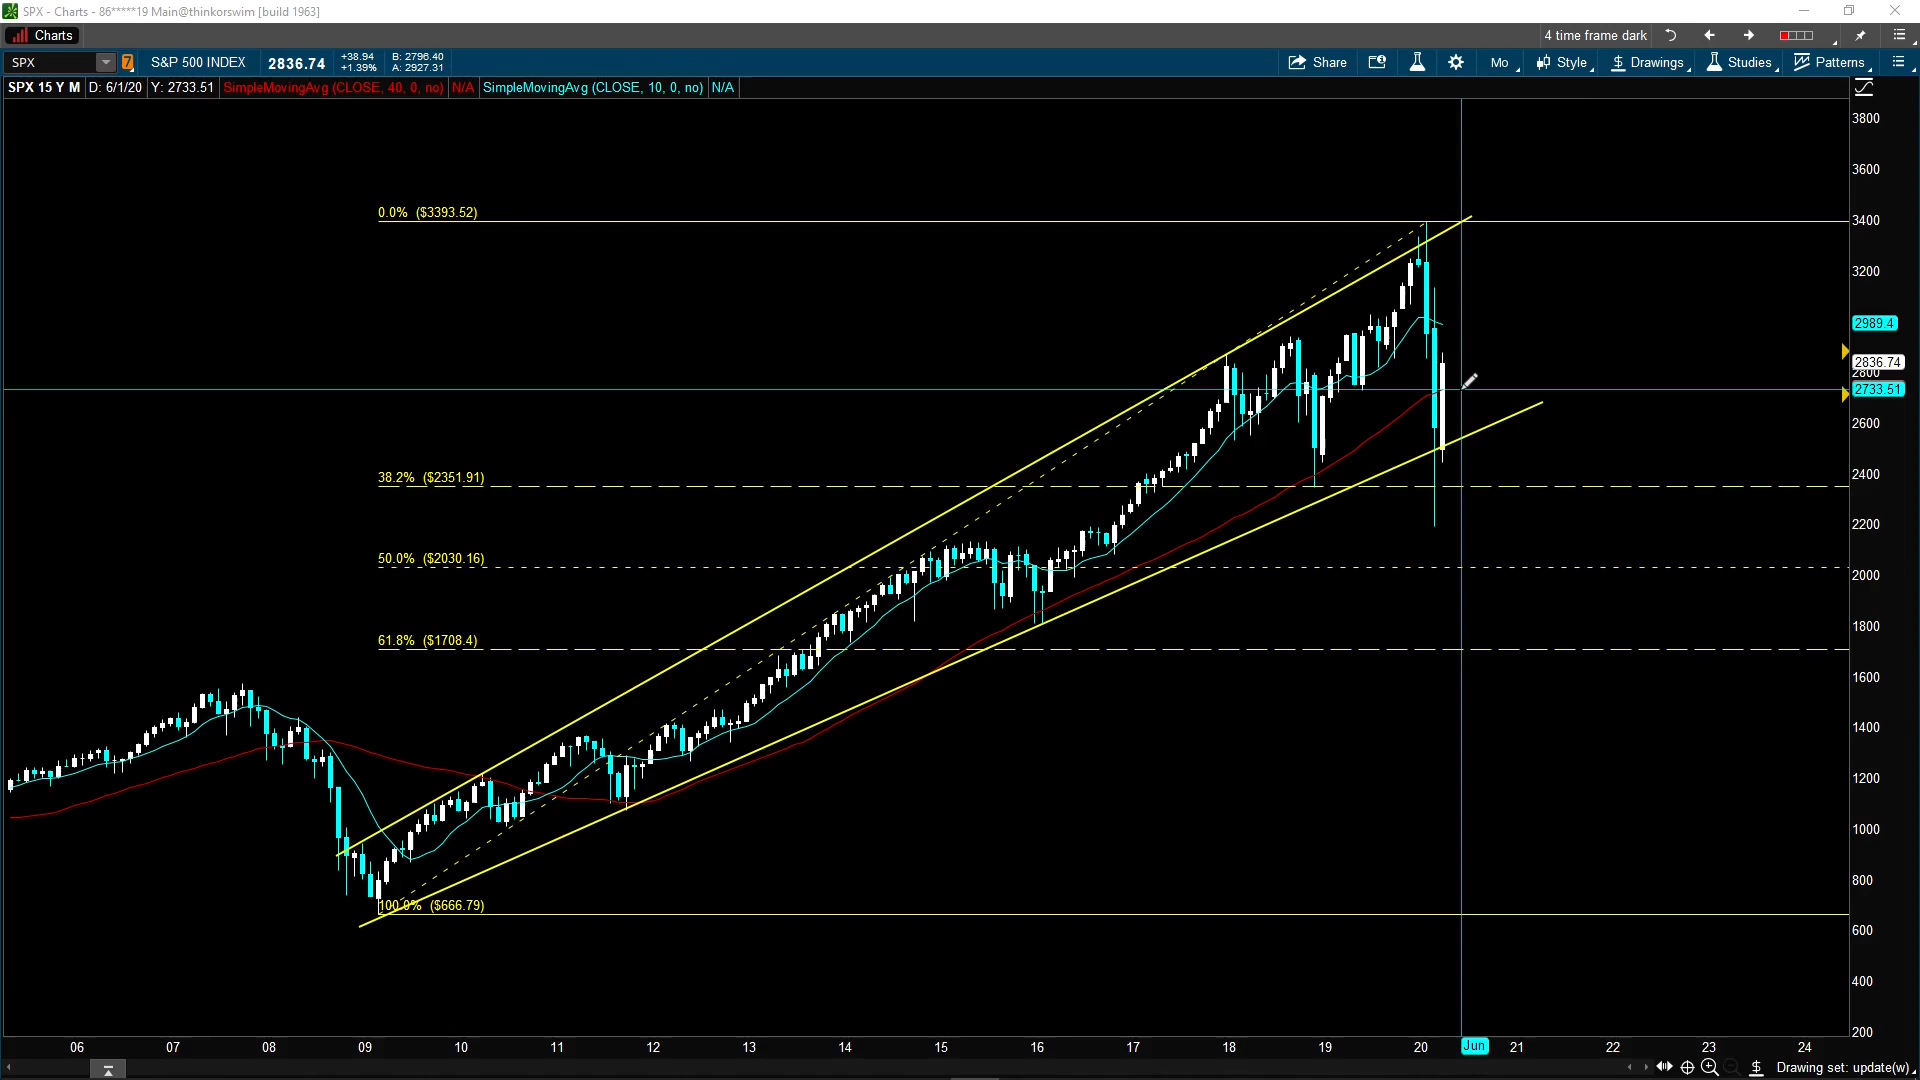 SPX - Charts - 86*****19 Main@thinkorswim [build 1963]
Charts
4 time frame dark
SPX
7
S&P 500 INDEX
2836.74
+38.94
+1.39%
B: 2796.40
A: 2927.31
Share
Mo
Style
$ Drawings
Studies
Patterns
SPX 15 Y M
D: 6/1/20
Y: 2733.51
SimpleMovingAvg (CLOSE, 40, 0, no)
N/A
SimpleMovingAvg (CLOSE, 10, 0, no)
N/A
3800
3600
0.0% ($3393.52)
3400
3200
2989.4
2836.74
2800
2733.51
2600
38.2% ($2351.91)
2400
2200
50.0% ($2030.16)
2000
1800
61.8% ($1708.4)
1600
1400
1200
1000
100.0% ($666.79)
800
600
400
200
06
07
08
09
10
11
12
13
14
15
16
17
18
19
20
Jun
21
22
23
24
$
Drawing set: update(w)